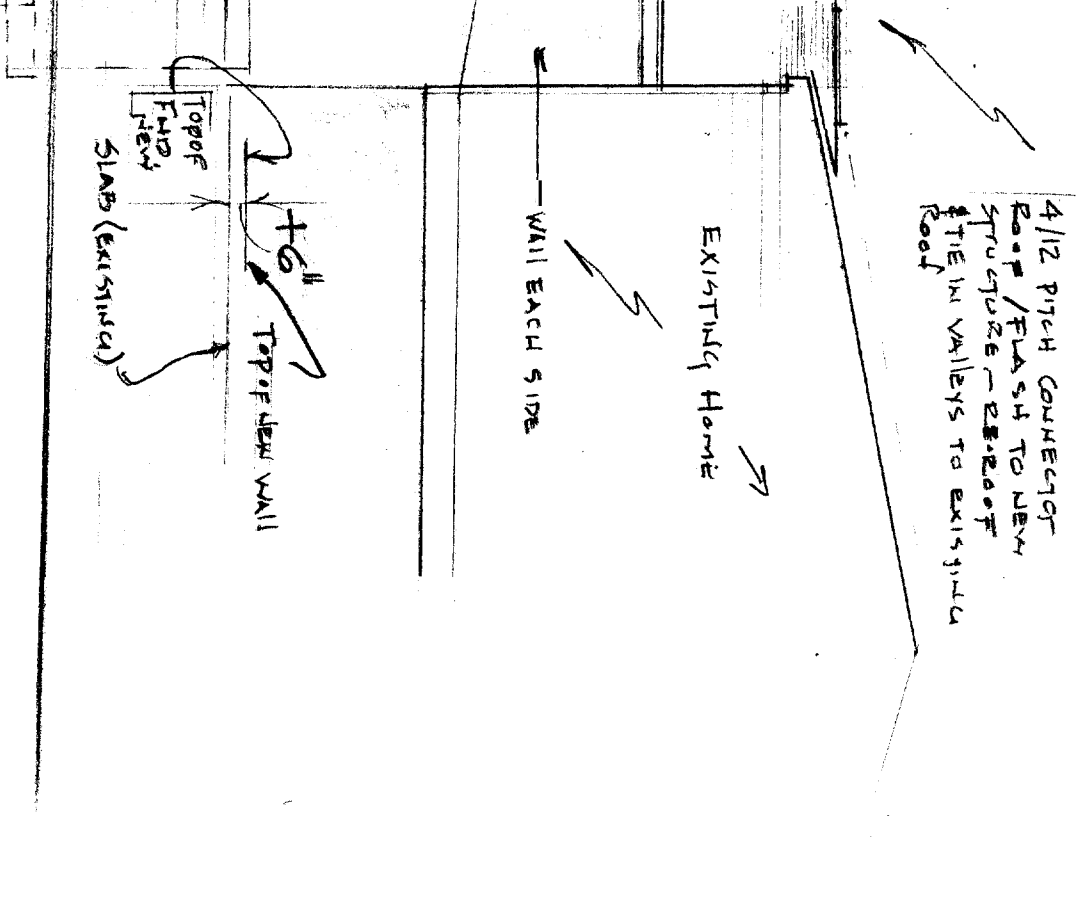 4/12 PITCH CONNECTOT
ROOF /FLASH TO NEW
STRUCTURE - RE-ROOF
& TIE IN VAllEYS TO EXISTING
ROOF
EXISTING HOME
WAll EACH SIDE
+6"
TOP OF NEW WAll
TOP OF
FND
NEW
SLAB (EXISTING)